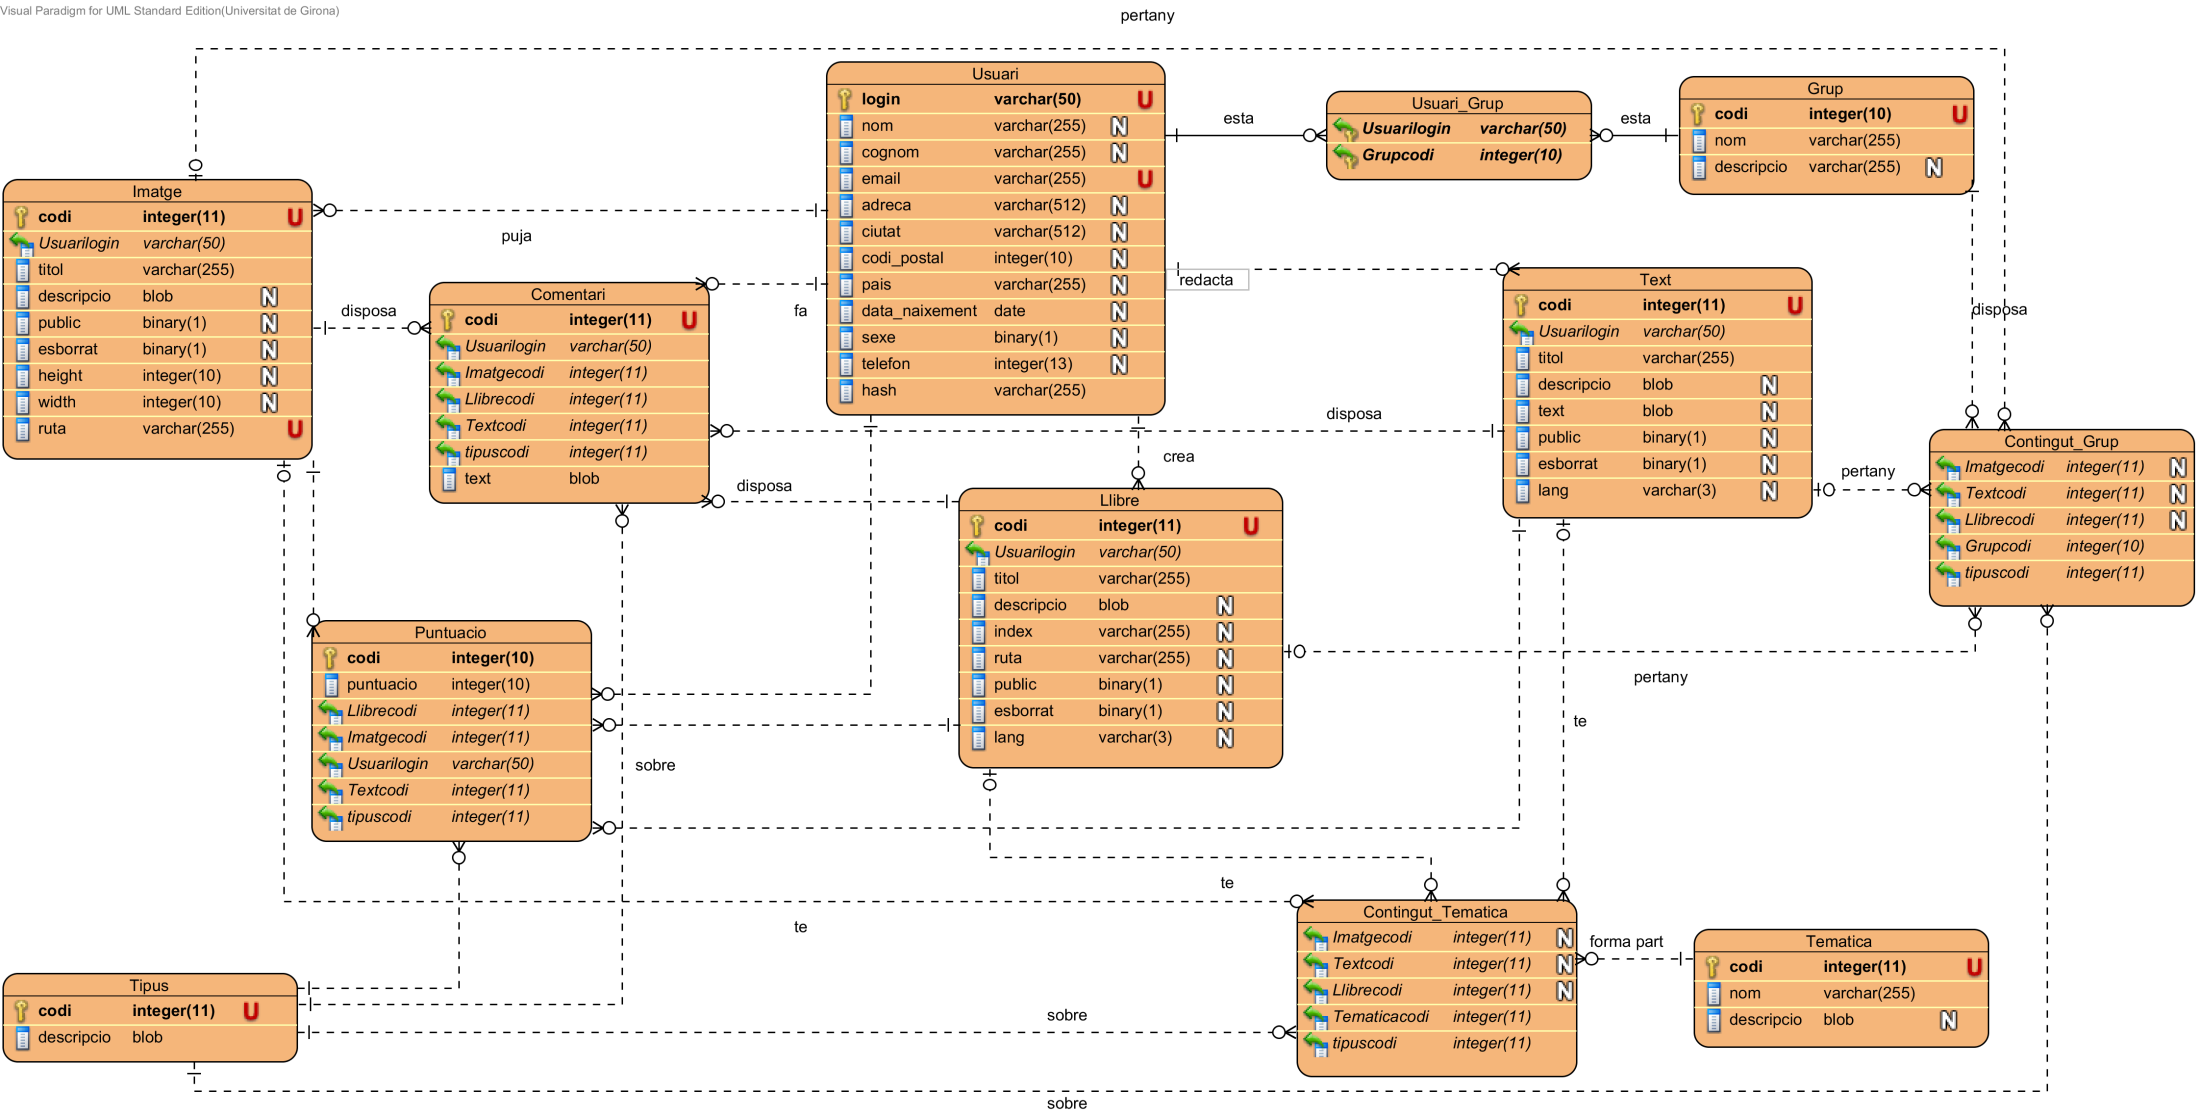 Visual Paradigm for UML Standard Edition(Universitat de Girona)
pertany
Usuari
login varchar(50) U
nom varchar(255) N
cognom varchar(255) N
email varchar(255) U
adreca varchar(512) N
ciutat varchar(512) N
codi_postal integer(10) N
pais varchar(255) N
data_naixement date N
sexe binary(1) N
telefon integer(13) N
hash varchar(255)
esta
Usuari_Grup
Usuarilogin varchar(50)
Grupcodi integer(10)
esta
Grup
codi integer(10) U
nom varchar(255)
descripcio varchar(255) N
Imatge
codi integer(11) U
Usuarilogin varchar(50)
titol varchar(255)
descripcio blob N
public binary(1) N
esborrat binary(1) N
height integer(10) N
width integer(10) N
ruta varchar(255) U
puja
disposa
fa
redacta
Comentari
codi integer(11) U
Usuarilogin varchar(50)
Imatgecodi integer(11)
Llibrecodi integer(11)
Textcodi integer(11)
tipuscodi integer(11)
text blob
Text
codi integer(11) U
Usuarilogin varchar(50)
titol varchar(255)
descripcio blob N
text blob N
public binary(1) N
esborrat binary(1) N
lang varchar(3) N
disposa
disposa
crea
disposa
pertany
Contingut_Grup
Imatgecodi integer(11) N
Textcodi integer(11) N
Llibrecodi integer(11) N
Grupcodi integer(10)
tipuscodi integer(11)
Llibre
codi integer(11) U
Usuarilogin varchar(50)
titol varchar(255)
descripcio blob N
index varchar(255) N
ruta varchar(255) N
public binary(1) N
esborrat binary(1) N
lang varchar(3) N
pertany
te
Puntuacio
codi integer(10)
puntuacio integer(10)
Llibrecodi integer(11)
Imatgecodi integer(11)
Usuarilogin varchar(50)
Textcodi integer(11)
tipuscodi integer(11)
sobre
te
te
Contingut_Tematica
Imatgecodi integer(11) N
Textcodi integer(11) N
Llibrecodi integer(11) N
Tematicacodi integer(11)
tipuscodi integer(11)
forma part
Tematica
codi integer(11) U
nom varchar(255)
descripcio blob N
Tipus
codi integer(11) U
descripcio blob
sobre
sobre